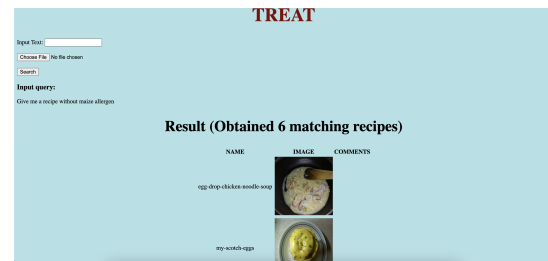 TREAT
Input Text:
Choose File No file chosen
Search
Input query:
Give me a recipe without maize allergen
Result (Obtained 6 matching recipes)
NAME IMAGE COMMENTS
egg-drop-chicken-noodle-soup
my-scotch-eggs